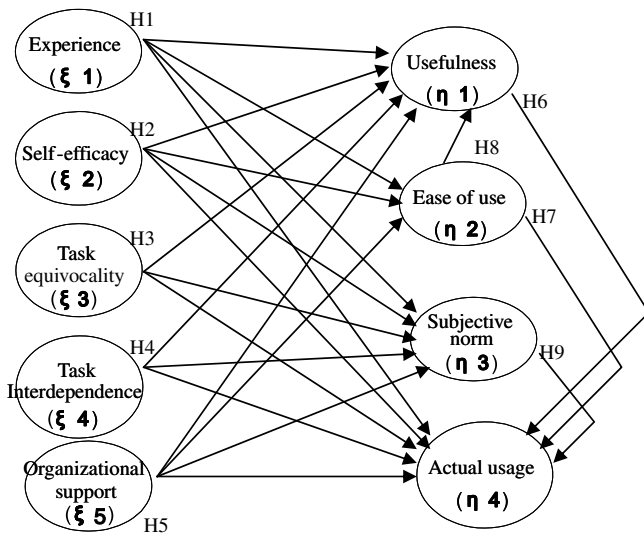 H1
Experience
(ξ 1)
H2
Self-efficacy
(ξ 2)
H3
Task
equivocality
(ξ 3)
H4
Task
Interdependence
(ξ 4)
Organizational
support
(ξ 5)
H5
Usefulness
(η 1)
H6
H8
Ease of use
(η 2)
H7
Subjective
norm
(η 3)
H9
Actual usage
(η 4)